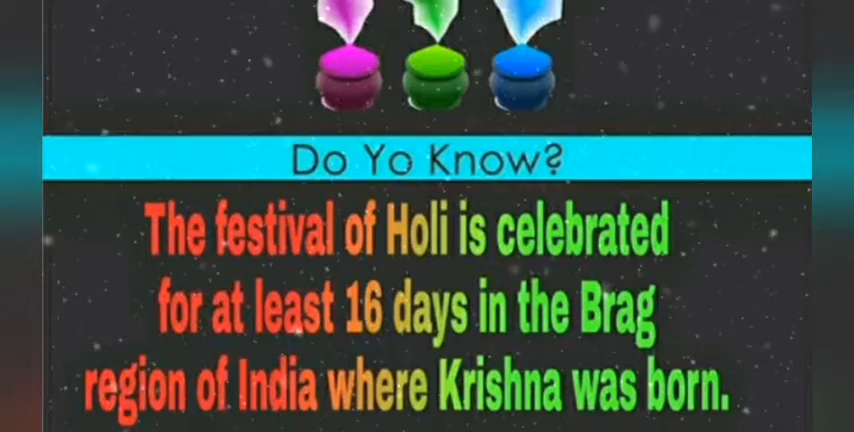 Do Yo Know?
The festival of Holi is celebrated
for at least 16 days in the Brag
region of India where Krishna was born.